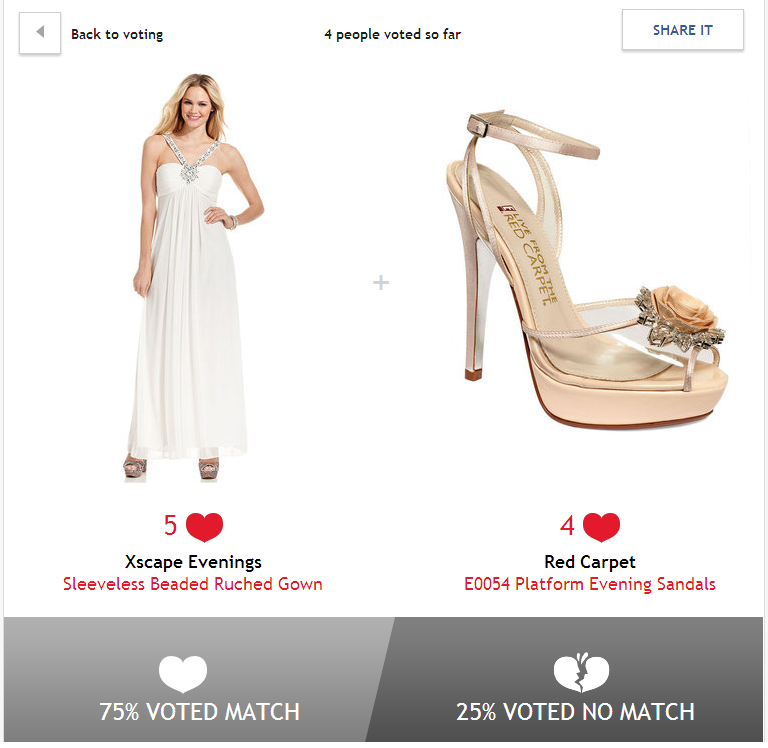 Back to voting
4 people voted so far
SHARE IT
LIVE FROM THE
RED CARPET
+
5
4
Xscape Evenings
Sleeveless Beaded Ruched Gown
Red Carpet
E0054 Platform Evening Sandals
75% VOTED MATCH
25% VOTED NO MATCH